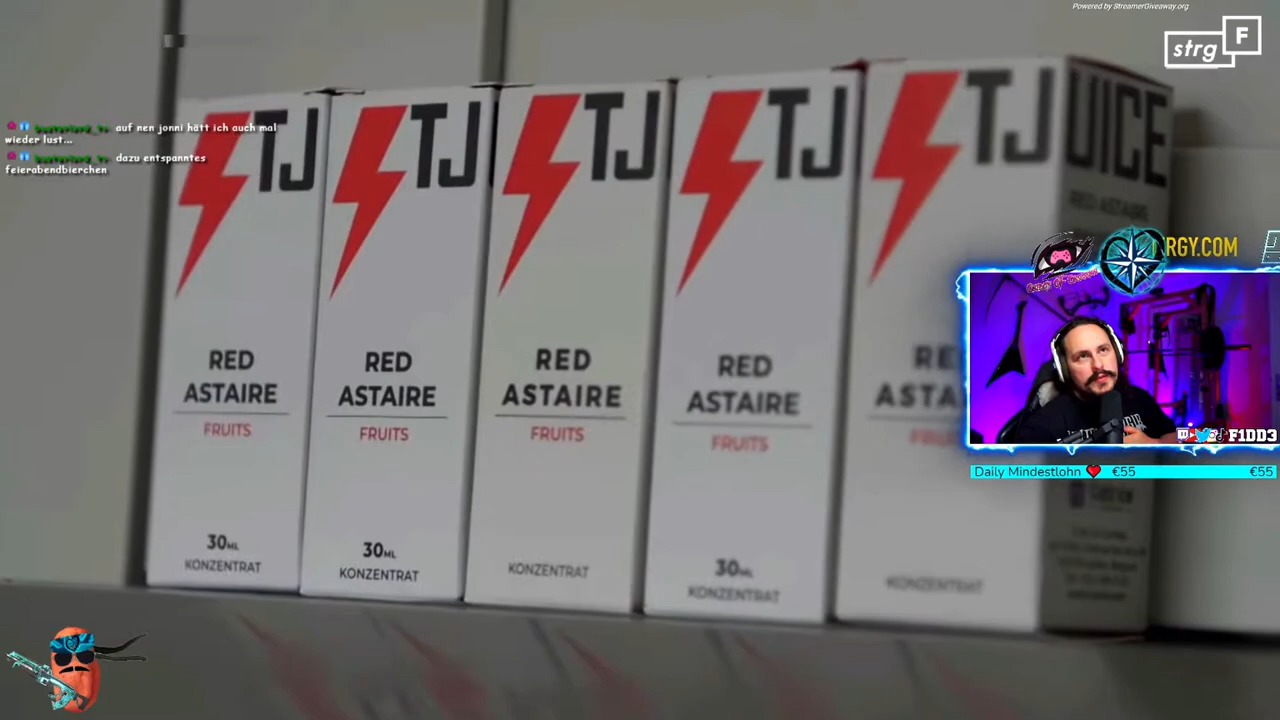 Powered by StreamerGiveaway.org
strg F
auf nen jonni hätt ich auch mal
wieder lust...
dazu entspanntes
feierabendbierchen
TJ
TJ
TJ
TJ
TJUICE
RED ASTAIRE
RGY.COM
RED
ASTAIRE
FRUITS
30ML
KONZENTRAT
RED
ASTAIRE
FRUITS
30ML
KONZENTRAT
RED
ASTAIRE
FRUITS
KONZENTRAT
RED
ASTAIRE
FRUITS
30ML
KONZENTRAT
KONZENTRAT
F1DD3
Daily Mindestlohn €55 €55